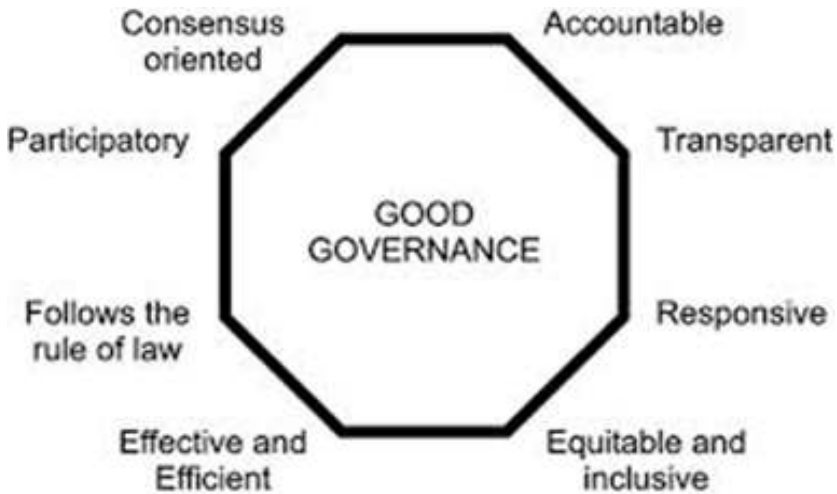 Consensus
oriented
Accountable
Participatory
Transparent
GOOD
GOVERNANCE
Follows the
rule of law
Responsive
Effective and
Efficient
Equitable and
inclusive